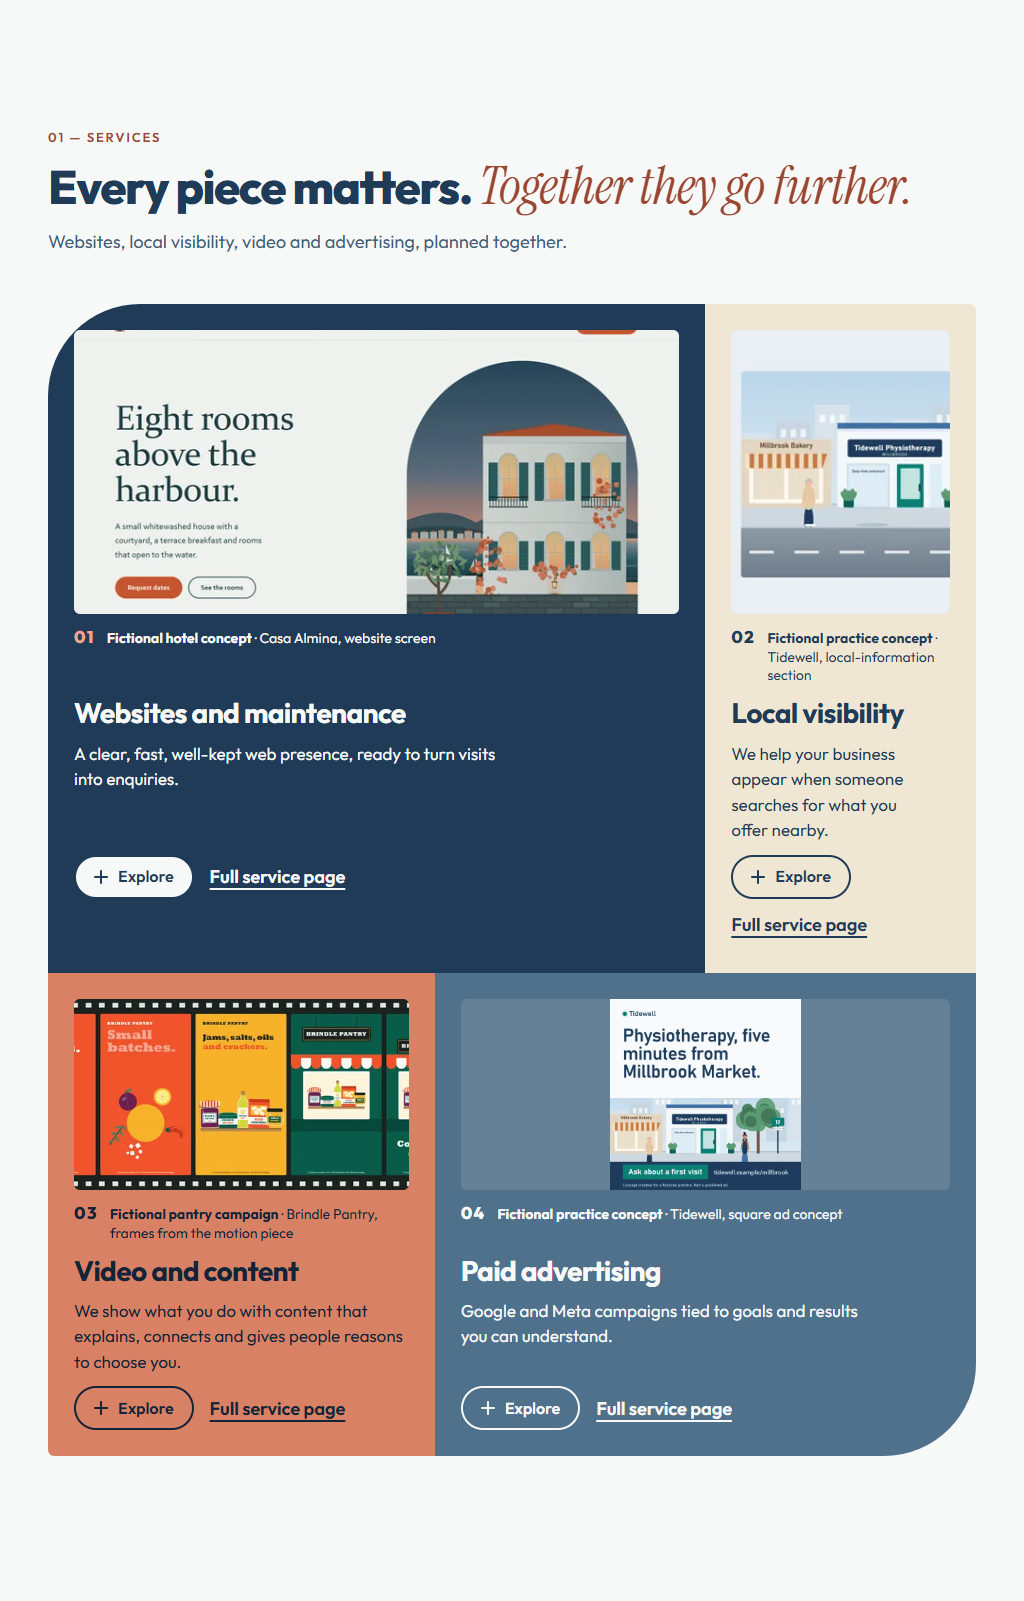 01 — SERVICES
Every piece matters. Together they go further.
Websites, local visibility, video and advertising, planned together.
Eight rooms
above the
harbour.
A small whitewashed house with a
courtyard, a terrace breakfast and rooms
that open to the water.
Request dates
See the rooms
01 Fictional hotel concept · Casa Almina, website screen
Websites and maintenance
A clear, fast, well-kept web presence, ready to turn visits
into enquiries.
+ Explore
Full service page
Millbrook Bakery
Tidewell Physiotherapy
MILLBROOK
02 Fictional practice concept ·
Tidewell, local-information
section
Local visibility
We help your business
appear when someone
searches for what you
offer nearby.
+ Explore
Full service page
BRINDLE PANTRY
Small
batches.
BRINDLE PANTRY
Jams, salts, oils
and crackers.
BRINDLE PANTRY
03 Fictional pantry campaign · Brindle Pantry,
frames from the motion piece
Video and content
We show what you do with content that
explains, connects and gives people reasons
to choose you.
+ Explore
Full service page
Tidewell
Physiotherapy, five
minutes from
Millbrook Market.
Millbrook Bakery
Tidewell Physiotherapy
12
Ask about a first visit
tidewell.example/millbrook
Concept creative for a fictional practice. Not a published ad.
04 Fictional practice concept · Tidewell, square ad concept
Paid advertising
Google and Meta campaigns tied to goals and results
you can understand.
+ Explore
Full service page